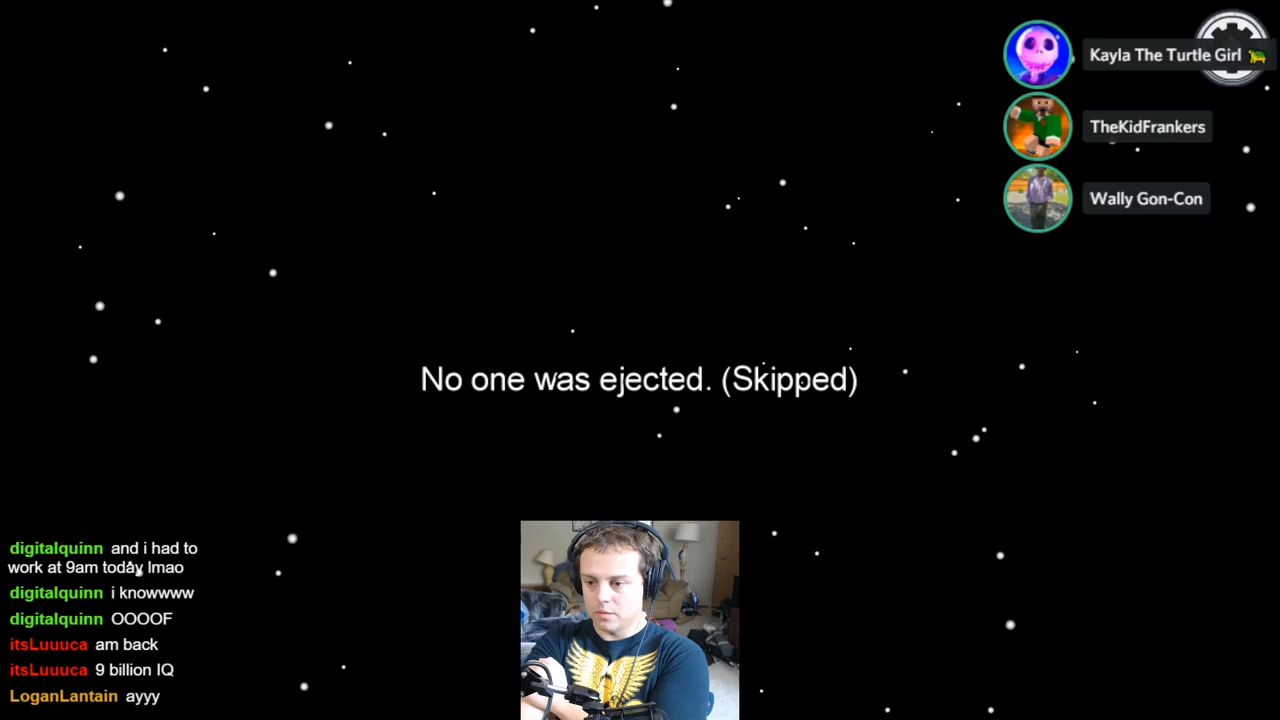 Kayla The Turtle Girl 🐢
TheKidFrankers
Wally Gon-Con
No one was ejected. (Skipped)
digitalquinn and i had to
work at 9am today lmao
digitalquinn i knowwww
digitalquinn OOOOF
itsLuuuca am back
itsLuuuca 9 billion IQ
LoganLantain ayyy